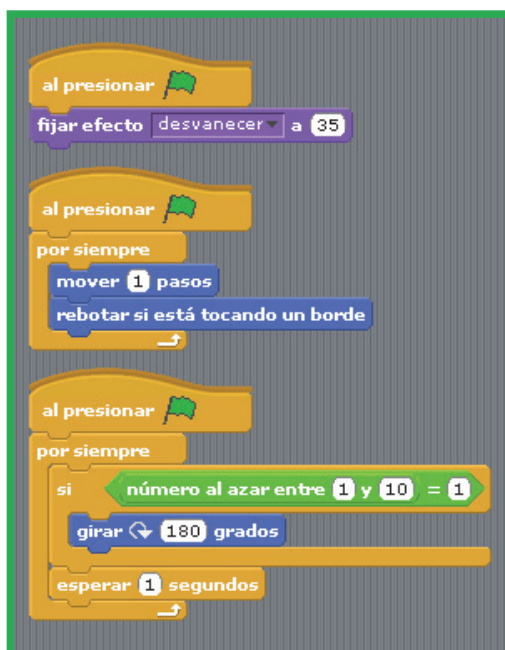 al presionar
fijar efecto desvanecer a 35
al presionar
por siempre
mover 1 pasos
rebotar si está tocando un borde
al presionar
por siempre
si número al azar entre 1 y 10 = 1
girar 180 grados
esperar 1 segundos